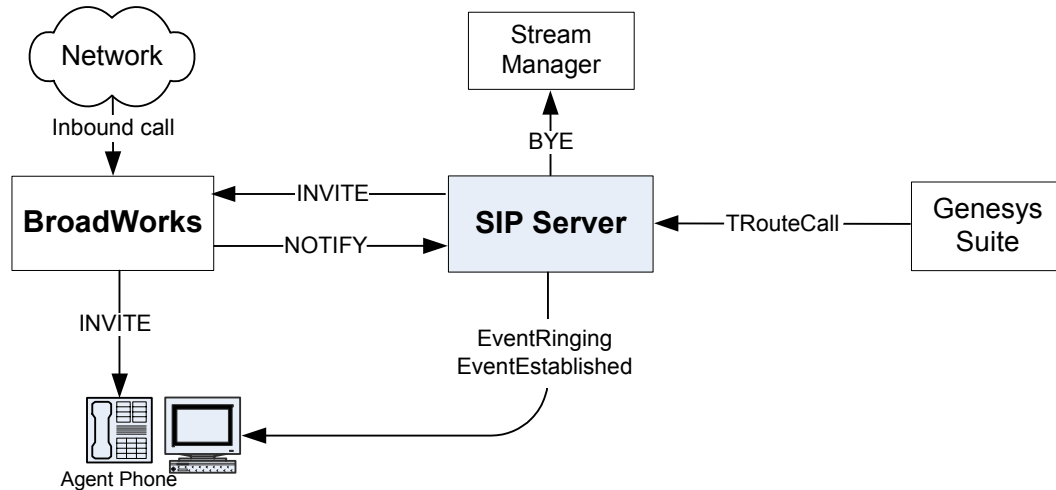 Network
Stream
Manager
Inbound call
BYE
INVITE
BroadWorks
SIP Server
TRouteCall
Genesys
Suite
NOTIFY
INVITE
EventRinging
EventEstablished
Agent Phone